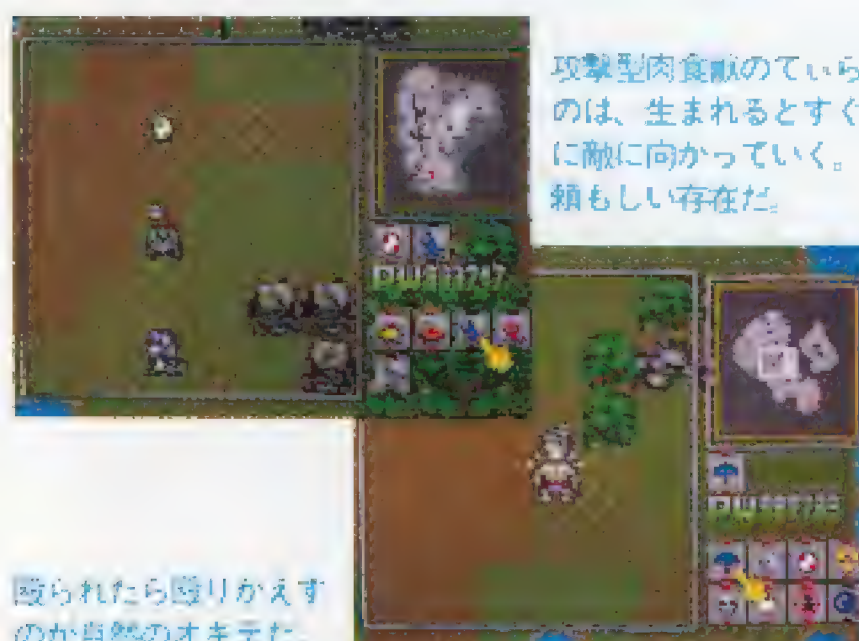 攻撃型肉食獣のてぃら
のは、生まれるとすぐ
に敵に向かっていく。
頼もしい存在だ。
殴られたら殴りかえす
のが自然のオキテだ